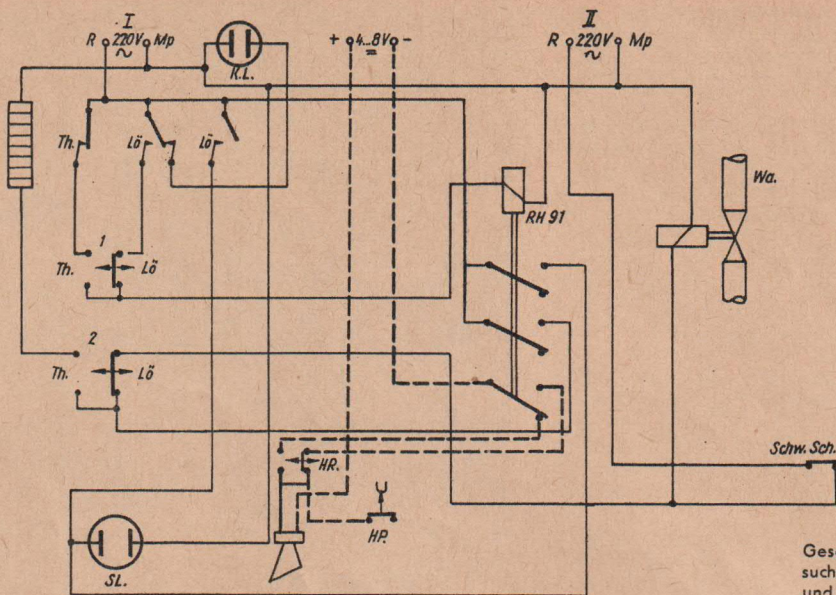 I
R 220V Mp
~
R.L.
+ 4...8V -
=
II
R 220V Mp
~
Th.
Lö
Lö
Wa.
RH 91
1
Th.
Lö
2
Th.
Lö
HR.
Schw. Sch.
HP.
SL.
Gese
such
und